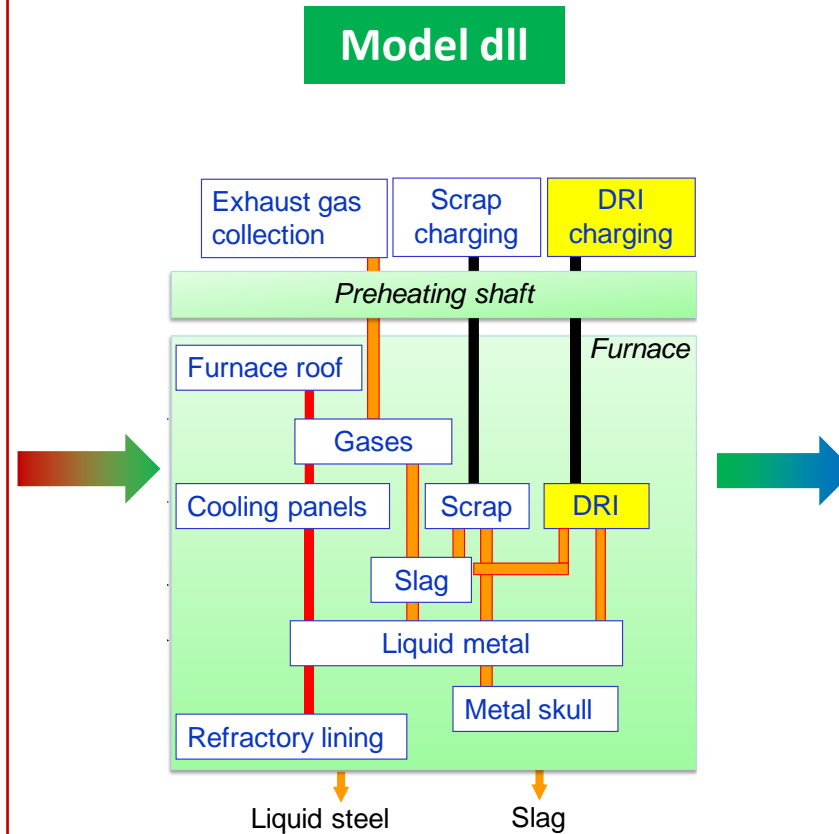 Model dll
Exhaust gas
collection
Scrap
charging
DRI
charging
Preheating shaft
Furnace
Furnace roof
Gases
Cooling panels
Scrap
DRI
Slag
Liquid metal
Metal skull
Refractory lining
Liquid steel
Slag